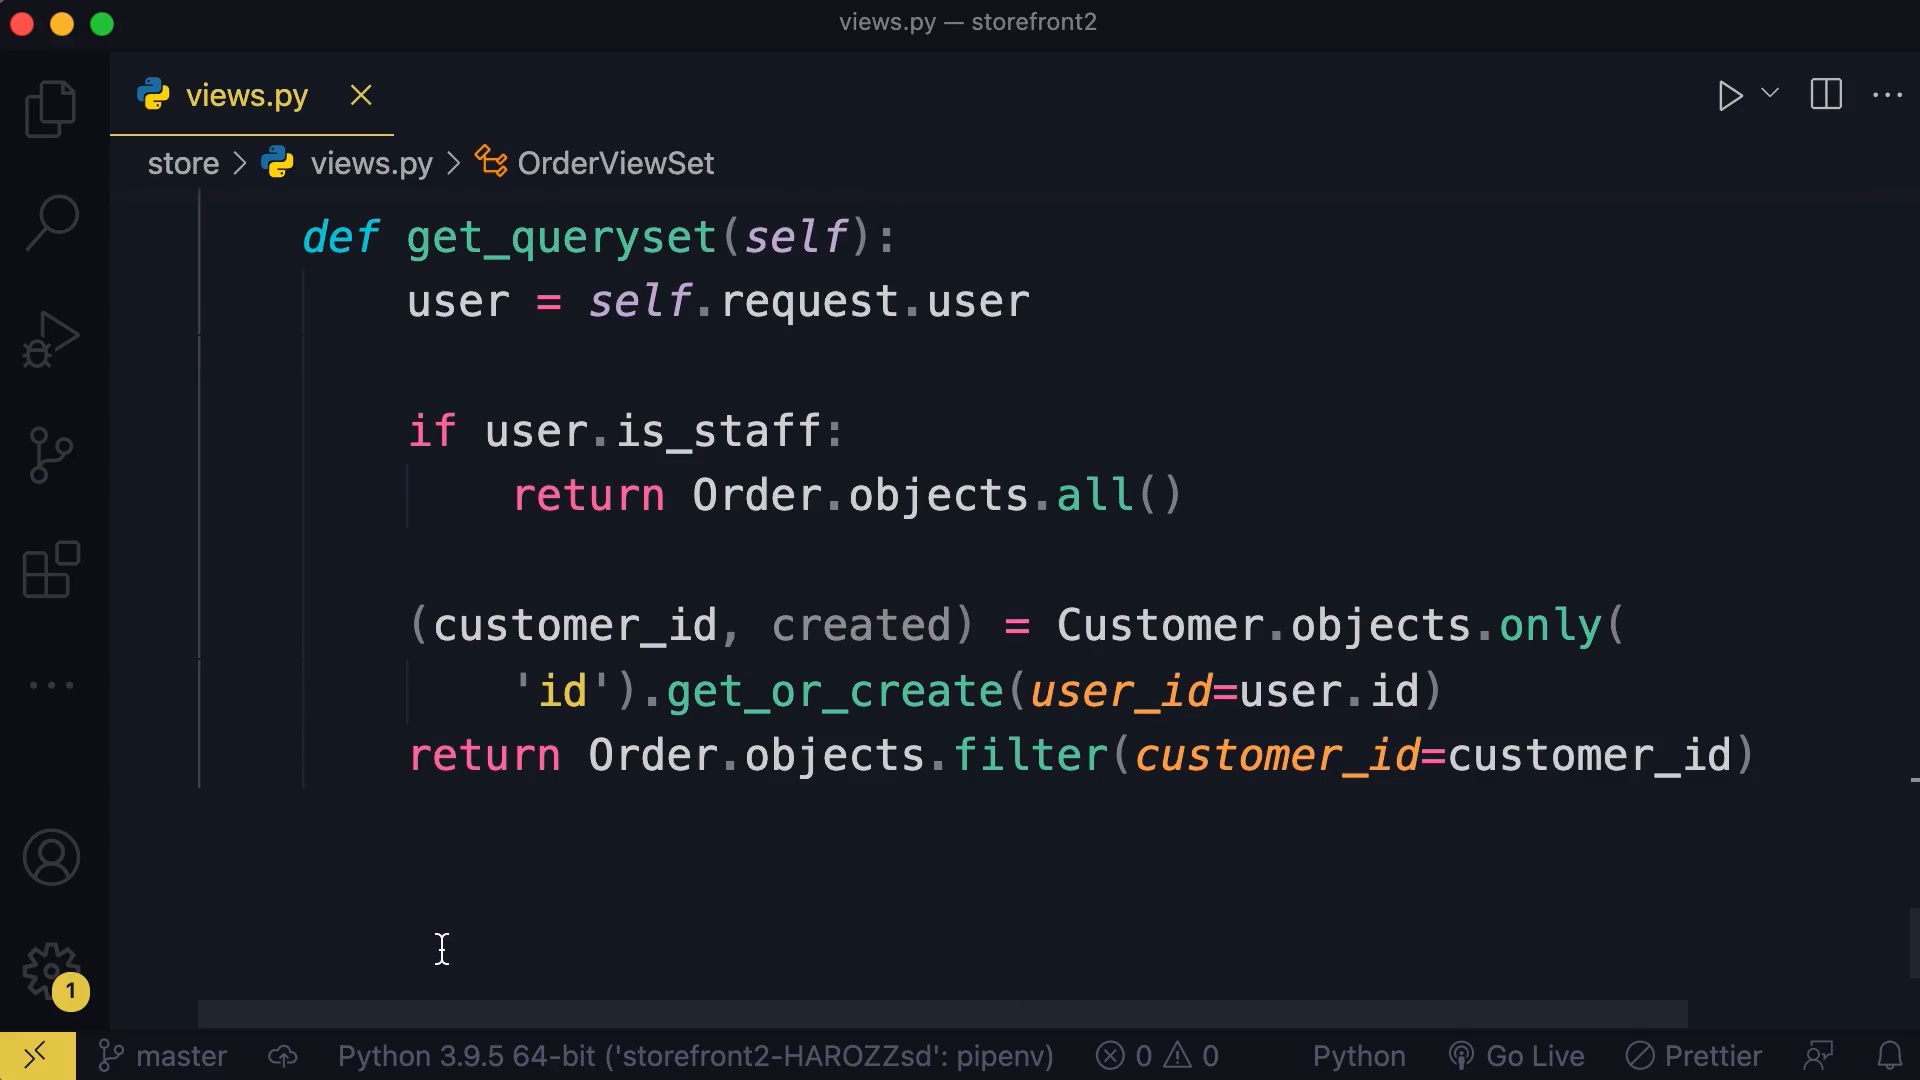 views.py — storefront2
views.py
store > views.py > OrderViewSet
def get_queryset(self):
user = self.request.user
if user.is_staff:
return Order.objects.all()
(customer_id, created) = Customer.objects.only(
'id').get_or_create(user_id=user.id)
return Order.objects.filter(customer_id=customer_id)
1
master Python 3.9.5 64-bit ('storefront2-HAROZZsd': pipenv) 0 0 Python Go Live Prettier